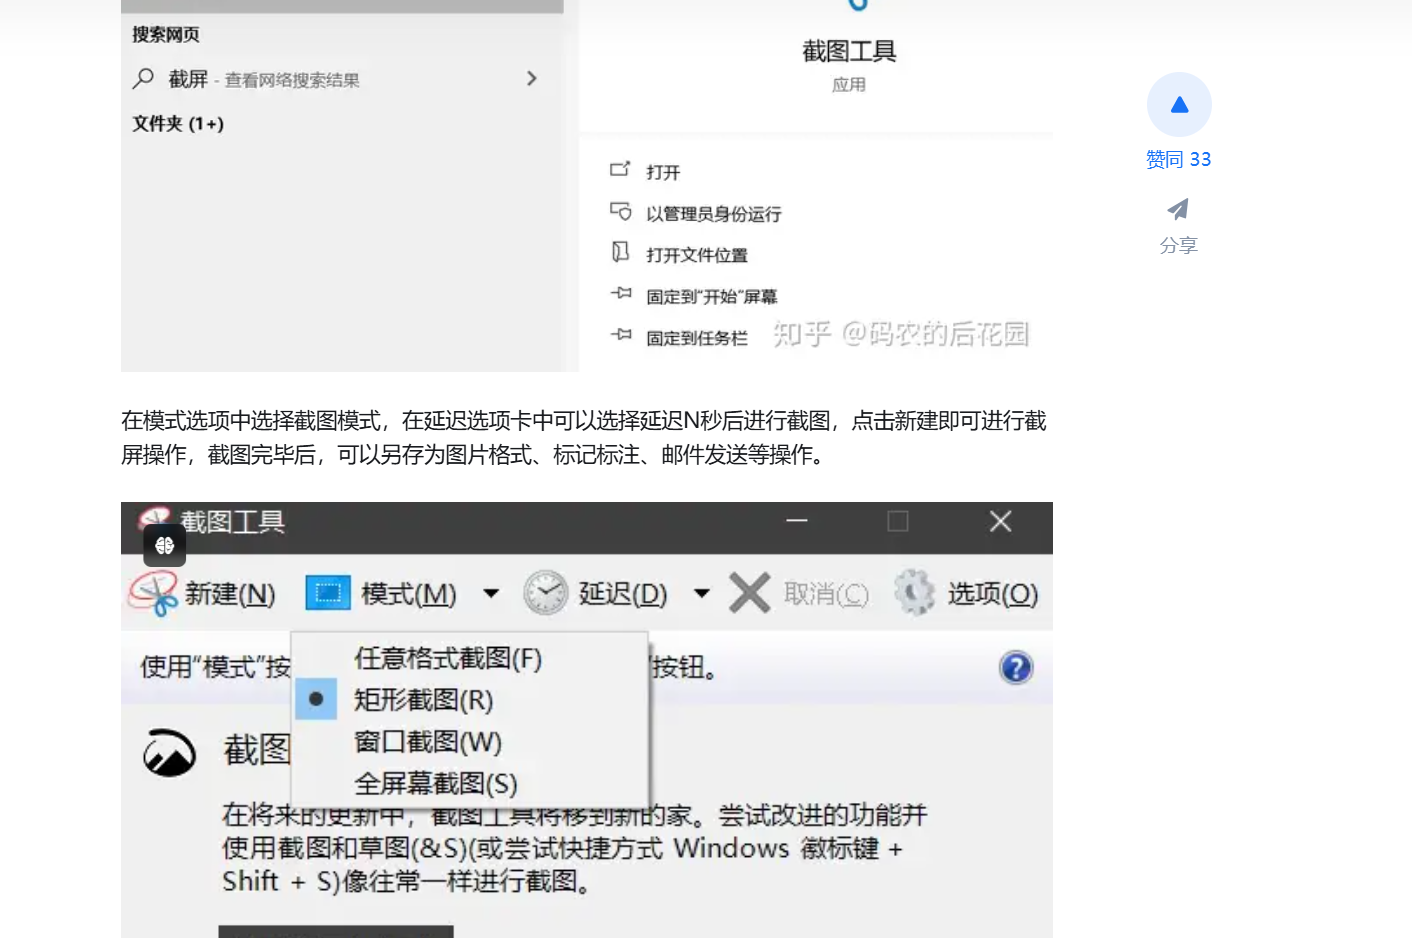 搜索网页
截屏 - 查看网络搜索结果
文件夹 (1+)
截图工具
应用
打开
以管理员身份运行
打开文件位置
固定到“开始”屏幕
固定到任务栏
知乎 @码农的后花园
赞同 33
分享
在模式选项中选择截图模式，在延迟选项卡中可以选择延迟N秒后进行截图，点击新建即可进行截
屏操作，截图完毕后，可以另存为图片格式、标记标注、邮件发送等操作。
截图工具
新建(N) 模式(M) 延迟(D) 取消(C) 选项(O)
使用“模式”按 按钮。
任意格式截图(F)
矩形截图(R)
窗口截图(W)
全屏幕截图(S)
截图
在将来的更新中，截图工具将移到新的家。尝试改进的功能并
使用截图和草图(&S)(或尝试快捷方式 Windows 徽标键 +
Shift + S)像往常一样进行截图。